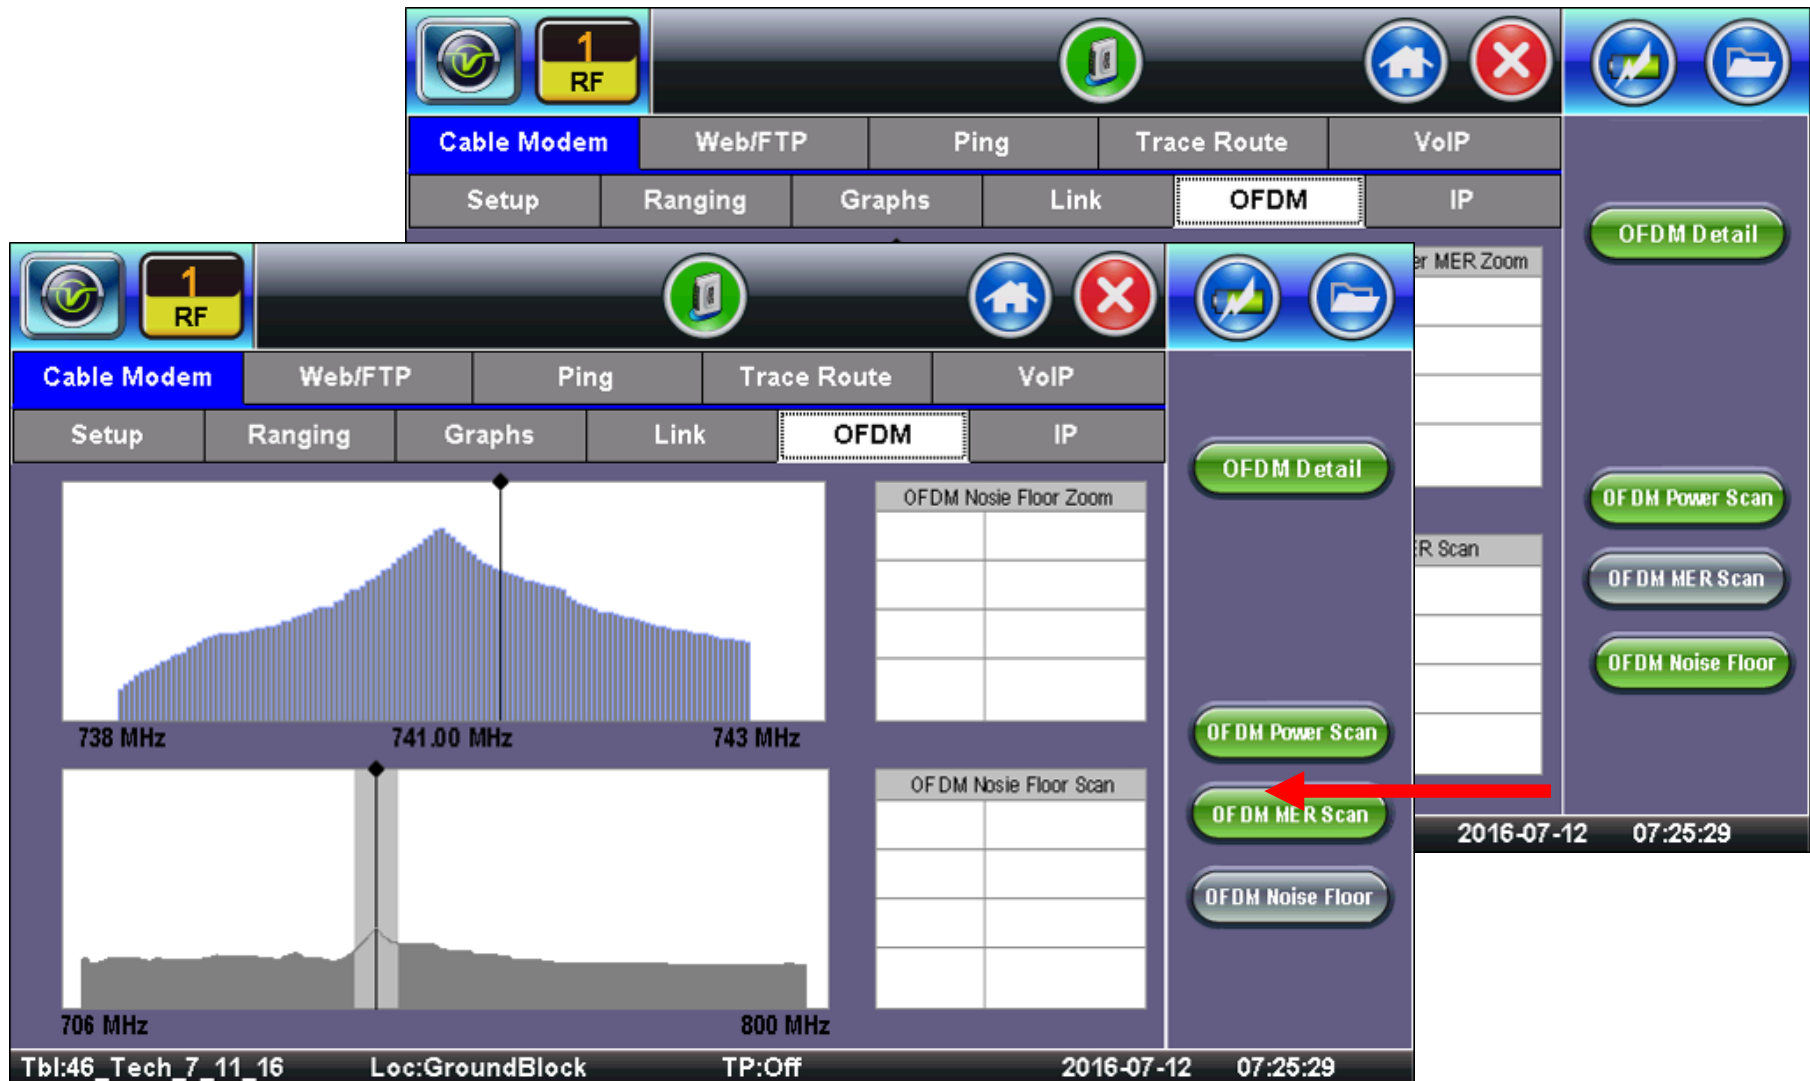 1
RF
Cable Modem Web/FTP Ping Trace Route VoIP
Setup Ranging Graphs Link OFDM IP
OFDM Detail
er MER Zoom
OFDM Power Scan
R Scan
OFDM MER Scan
OFDM Noise Floor
2016-07-12 07:25:29
1
RF
Cable Modem Web/FTP Ping Trace Route VoIP
Setup Ranging Graphs Link OFDM IP
OFDM Detail
OFDM Nosie Floor Zoom
738 MHz 741.00 MHz 743 MHz
OFDM Power Scan
OFDM Nosie Floor Scan
OFDM MER Scan
OFDM Noise Floor
706 MHz 800 MHz
Tbl:46_Tech_7_11_16 Loc:GroundBlock TP:Off 2016-07-12 07:25:29